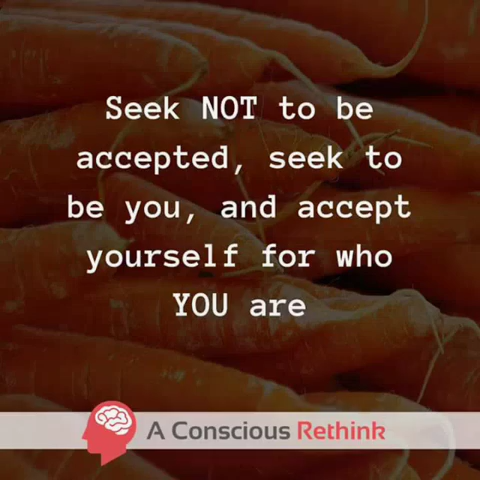 Seek NOT to be
accepted, seek to
be you, and accept
yourself for who
YOU are
A Conscious Rethink